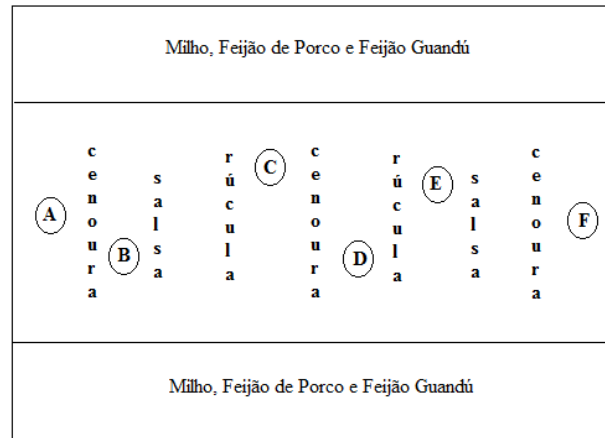 Milho, Feijão de Porco e Feijão Guandú
A
cenoura
B
salsa
rúcula
C
cenoura
D
rúcula
E
salsa
cenoura
F
Milho, Feijão de Porco e Feijão Guandú